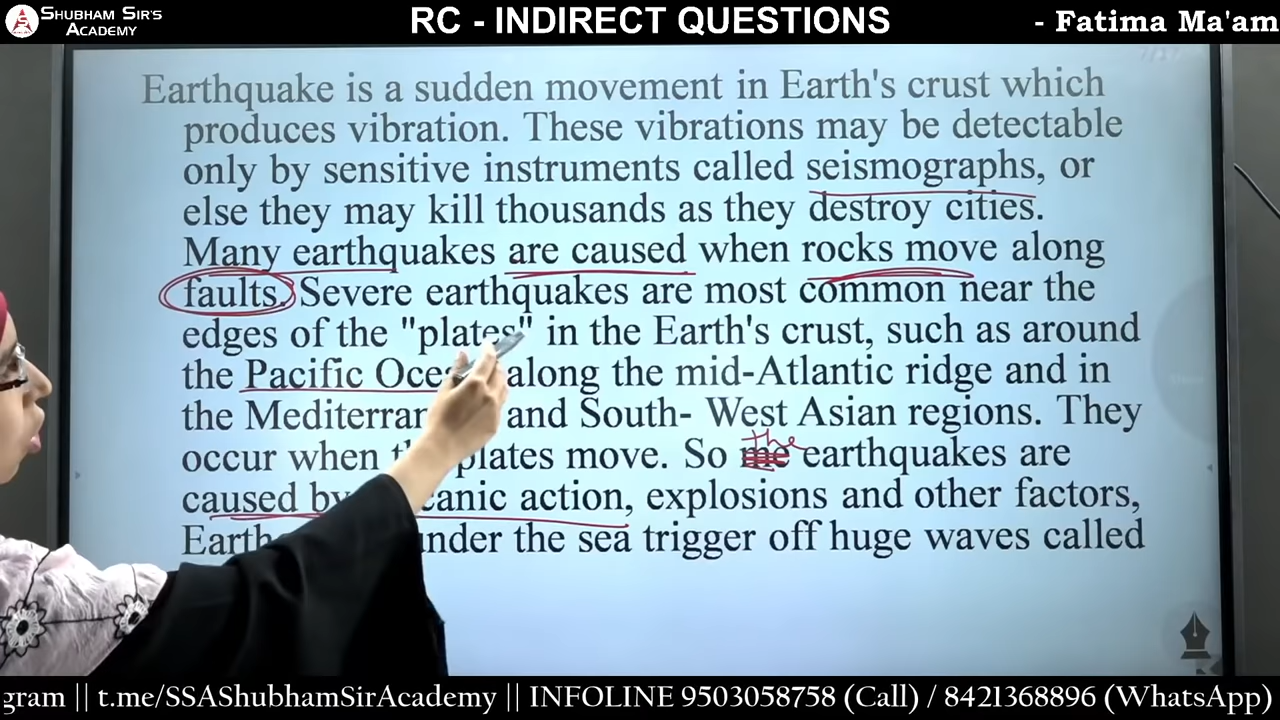 SHUBHAM SIR'S
ACADEMY
RC - INDIRECT QUESTIONS
- Fatima Ma'am
Earthquake is a sudden movement in Earth's crust which
produces vibration. These vibrations may be detectable
only by sensitive instruments called seismographs, or
else they may kill thousands as they destroy cities.
Many earthquakes are caused when rocks move along
faults. Severe earthquakes are most common near the
edges of the "plates" in the Earth's crust, such as around
the Pacific Ocea along the mid-Atlantic ridge and in
the Mediterran and South- West Asian regions. They
the
occur when plates move. So earthquakes are
caused by canic action, explosions and other factors,
Earth under the sea trigger off huge waves called
gram || t.me/SSAShubhamSirAcademy || INFOLINE 9503058758 (Call) / 8421368896 (WhatsApp)